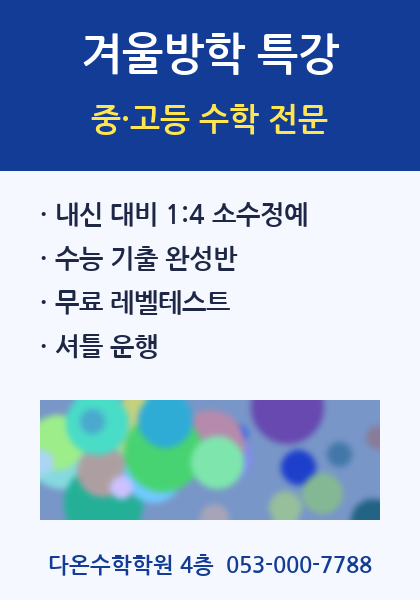 겨울방학 특강
중·고등 수학 전문
· 내신 대비 1:4 소수정예
· 수능 기출 완성반
· 무료 레벨테스트
· 셔틀 운행
다온수학학원 4층 053-000-7788